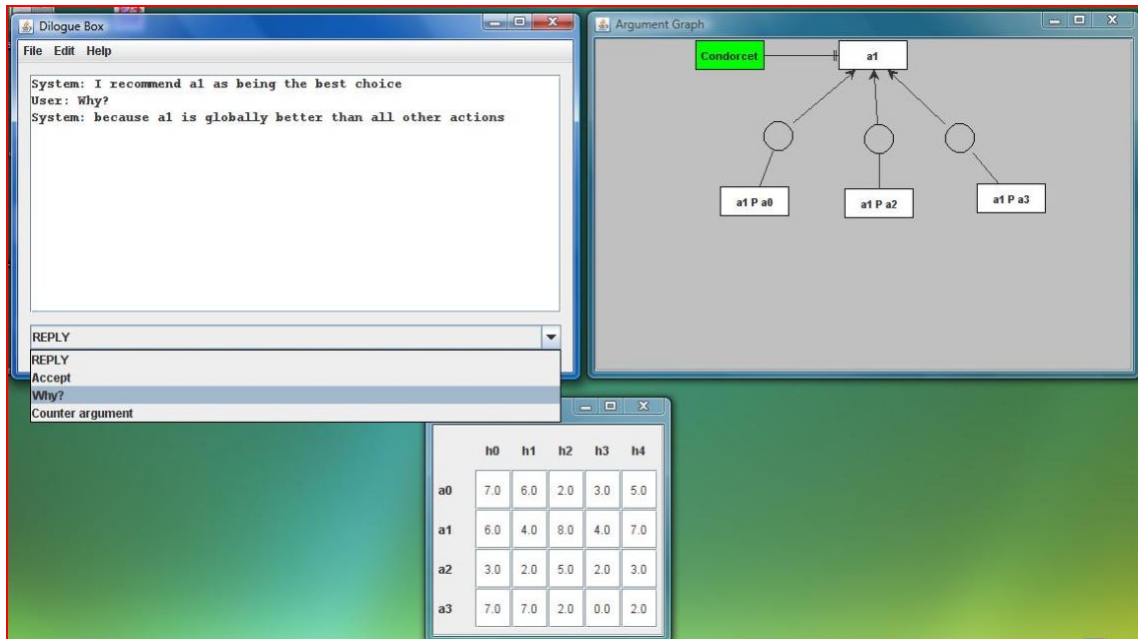 Dilogue Box
File Edit Help
System: I recommend a1 as being the best choice
User: Why?
System: because a1 is globally better than all other actions
REPLY
REPLY
Accept
Why?
Counter argument
Argument Graph
Condorcet
a1
a1 P a0
a1 P a2
a1 P a3
h0 h1 h2 h3 h4
a0 7.0 6.0 2.0 3.0 5.0
a1 6.0 4.0 8.0 4.0 7.0
a2 3.0 2.0 5.0 2.0 3.0
a3 7.0 7.0 2.0 0.0 2.0